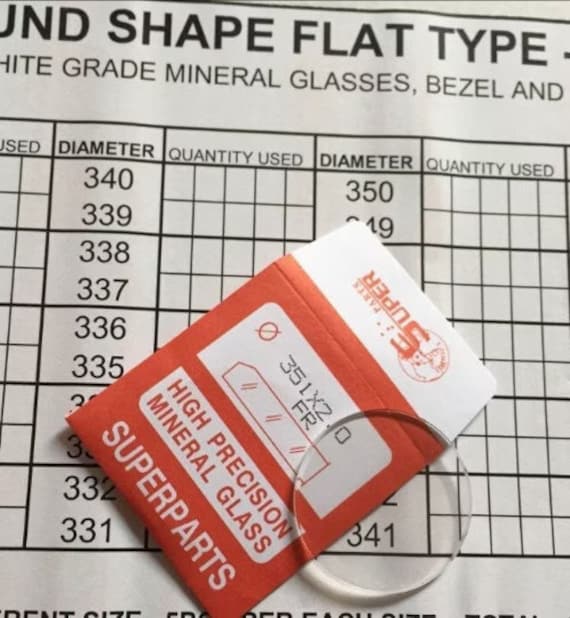 UND SHAPE FLAT TYPE -
HITE GRADE MINERAL GLASSES, BEZEL AND
USED DIAMETER QUANTITY USED DIAMETER QUANTITY USED
340 350
339 49
338
337
336
335
332
331 341
SUPER
PARTS
Ø
351X2.0
FR
HIGH PRECISION
MINERAL GLASS
SUPERPARTS